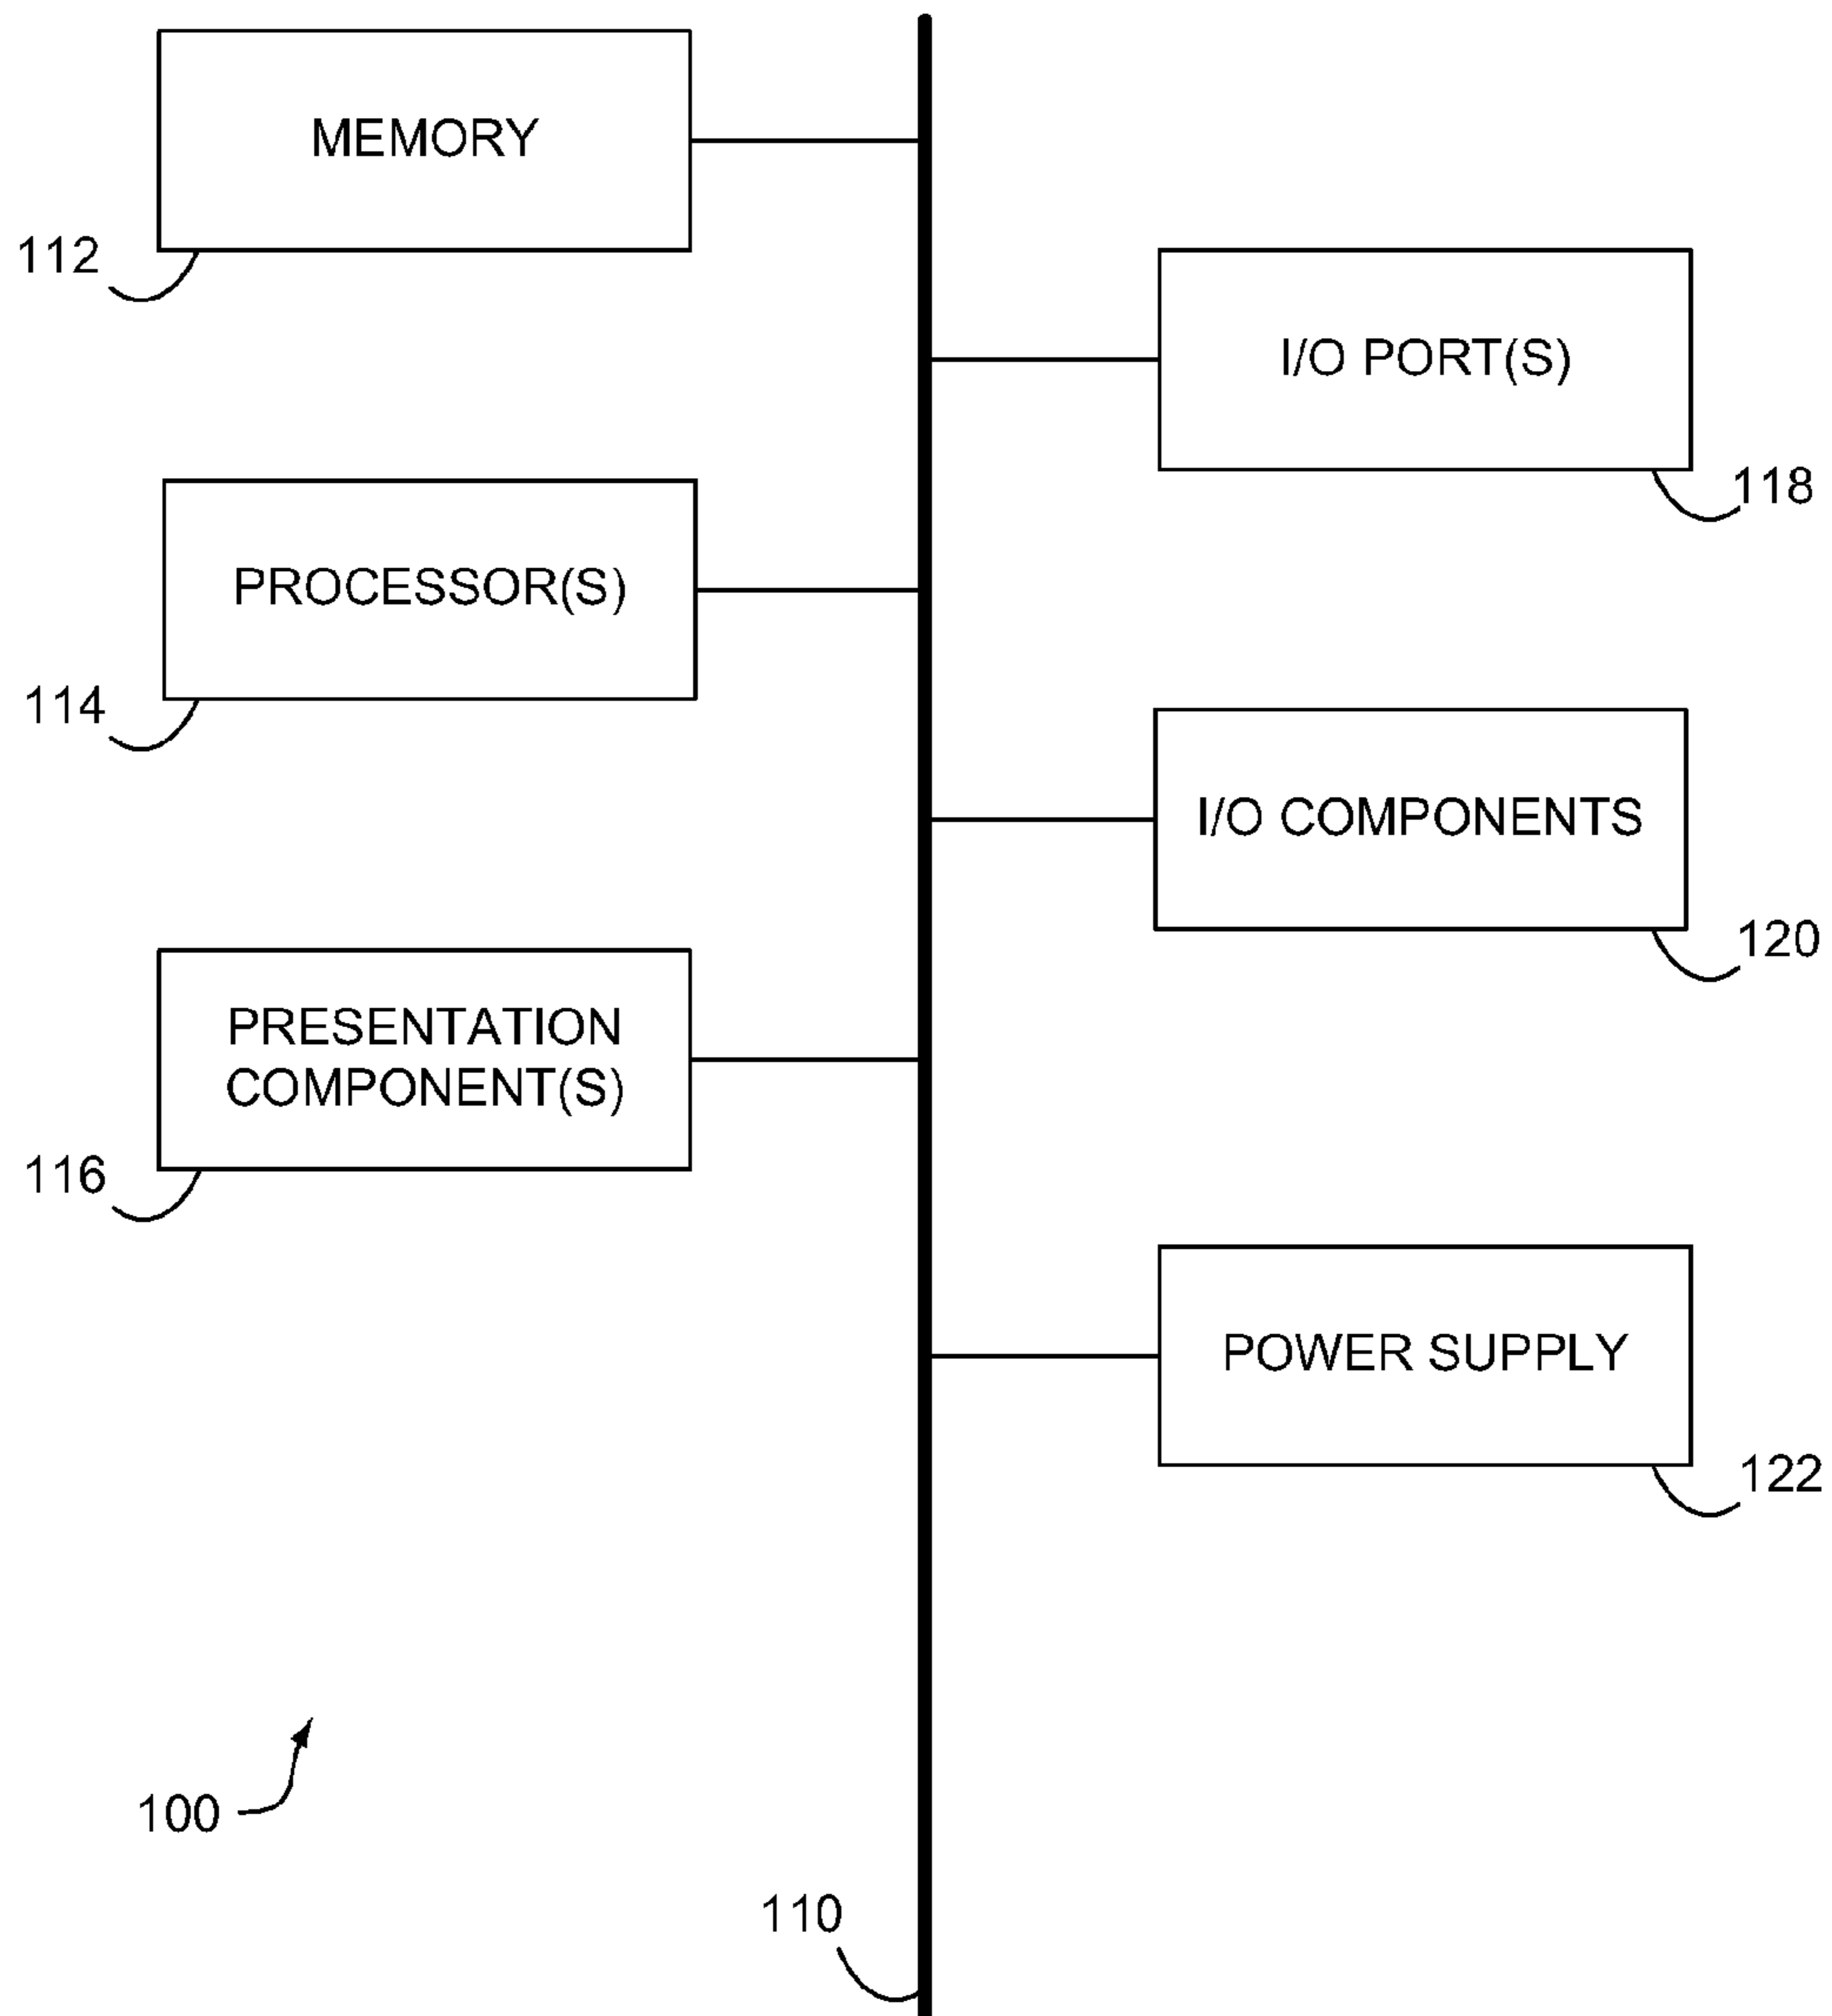 MEMORY
112
I/O PORT(S)
118
PROCESSOR(S)
114
I/O COMPONENTS
120
PRESENTATION
COMPONENT(S)
116
POWER SUPPLY
122
100
110